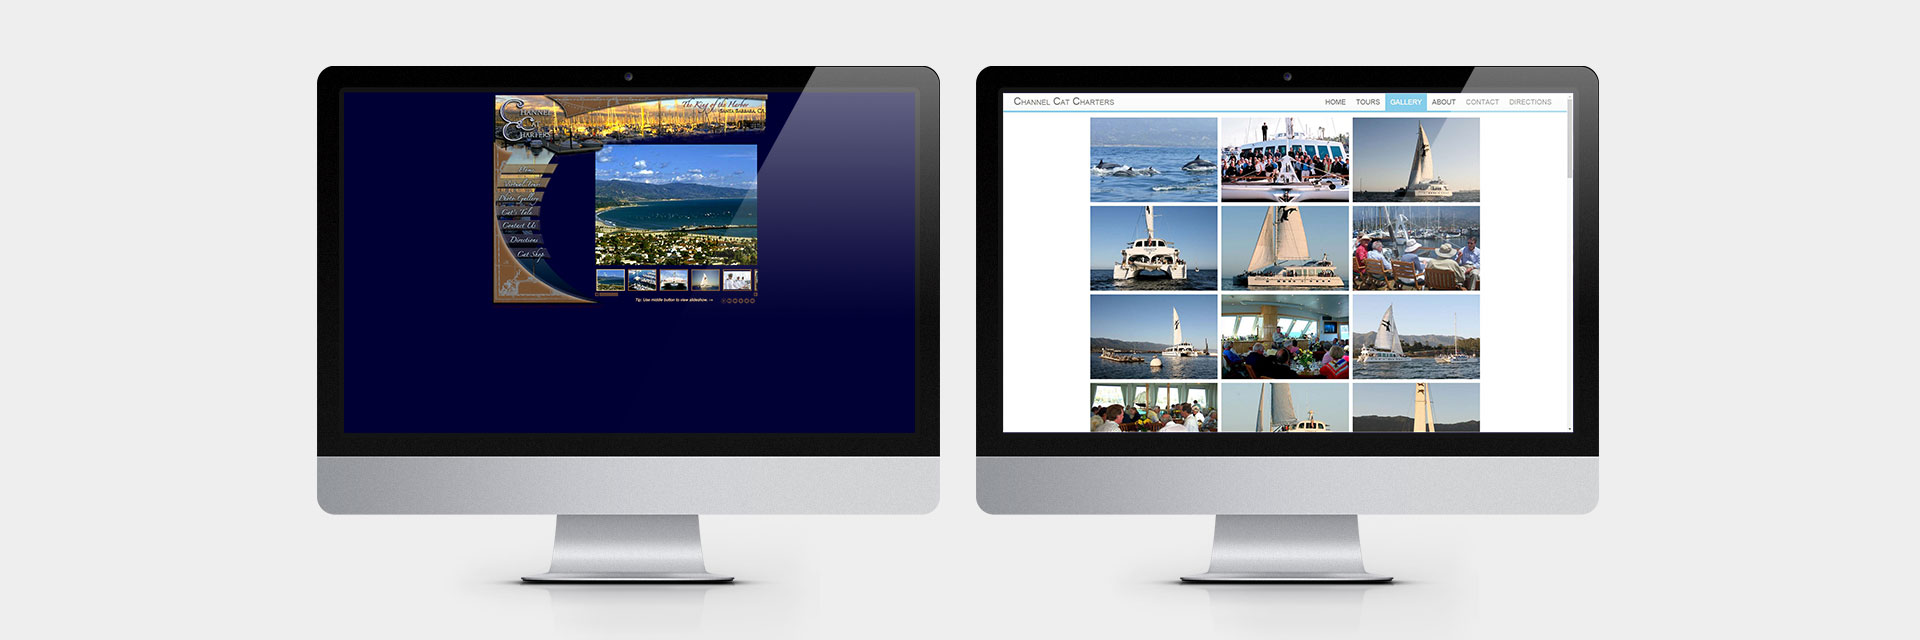 The King of the Harbor
SANTA BARBARA, CA
CHANNEL
CAT
CHARTERS
Home
Virtual Tour
Photo Gallery
Cat's Tale
Contact Us
Directions
Cat Shop
Tip: Use middle button to view slideshow.
CHANNEL CAT CHARTERS
HOME TOURS GALLERY ABOUT CONTACT DIRECTIONS